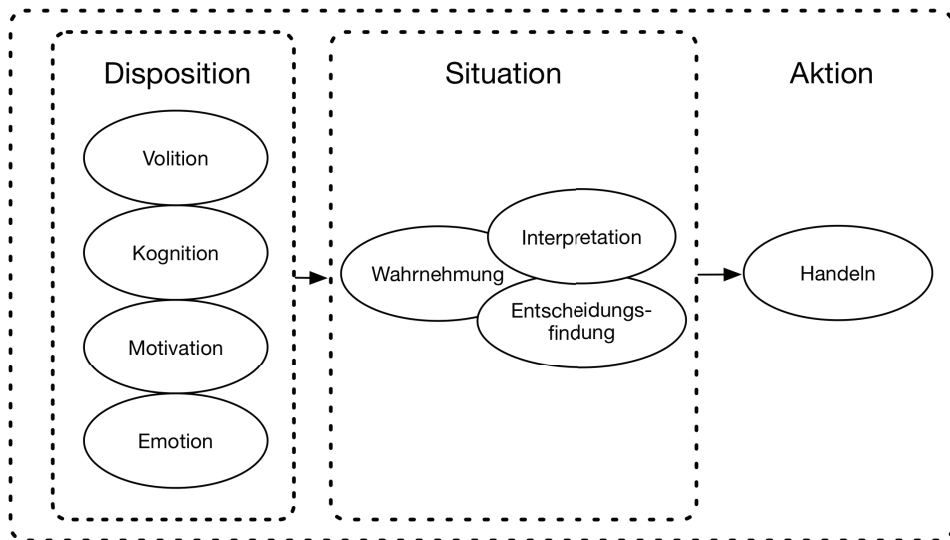 Disposition
Volition
Kognition
Motivation
Emotion
Situation
Wahrnehmung
Interpretation
Entscheidungs-
findung
Aktion
Handeln